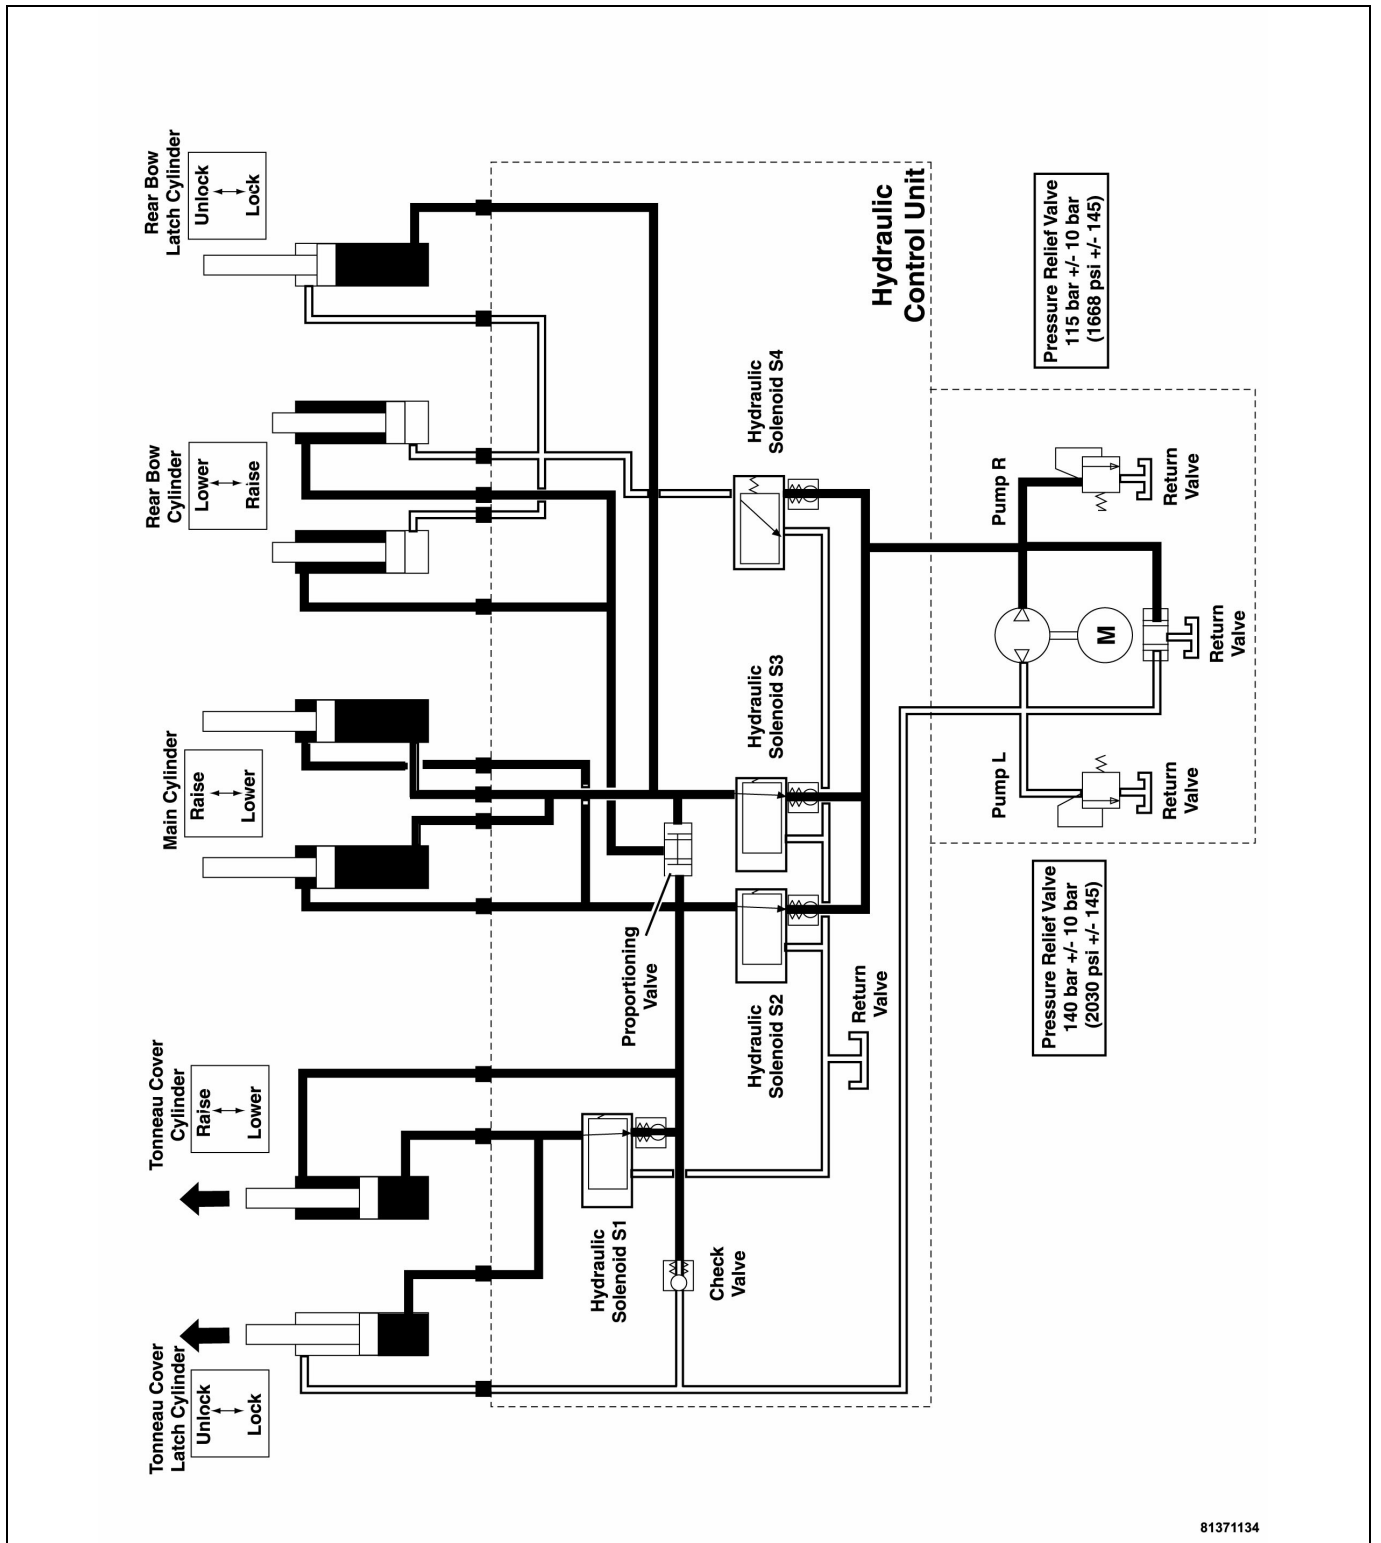 Tonneau Cover
Latch Cylinder
Unlock
Lock
Tonneau Cover
Cylinder
Raise
Lower
Main Cylinder
Raise
Lower
Rear Bow
Cylinder
Lower
Raise
Rear Bow
Latch Cylinder
Unlock
Lock
Hydraulic
Solenoid S1
Check
Valve
Proportioning
Valve
Hydraulic
Solenoid S2
Return
Valve
Hydraulic
Solenoid S3
Hydraulic
Solenoid S4
Hydraulic
Control Unit
Pump L
Pump R
M
Return
Valve
Return
Valve
Return
Valve
Pressure Relief Valve
140 bar +/- 10 bar
(2030 psi +/- 145)
Pressure Relief Valve
115 bar +/- 10 bar
(1668 psi +/- 145)
81371134